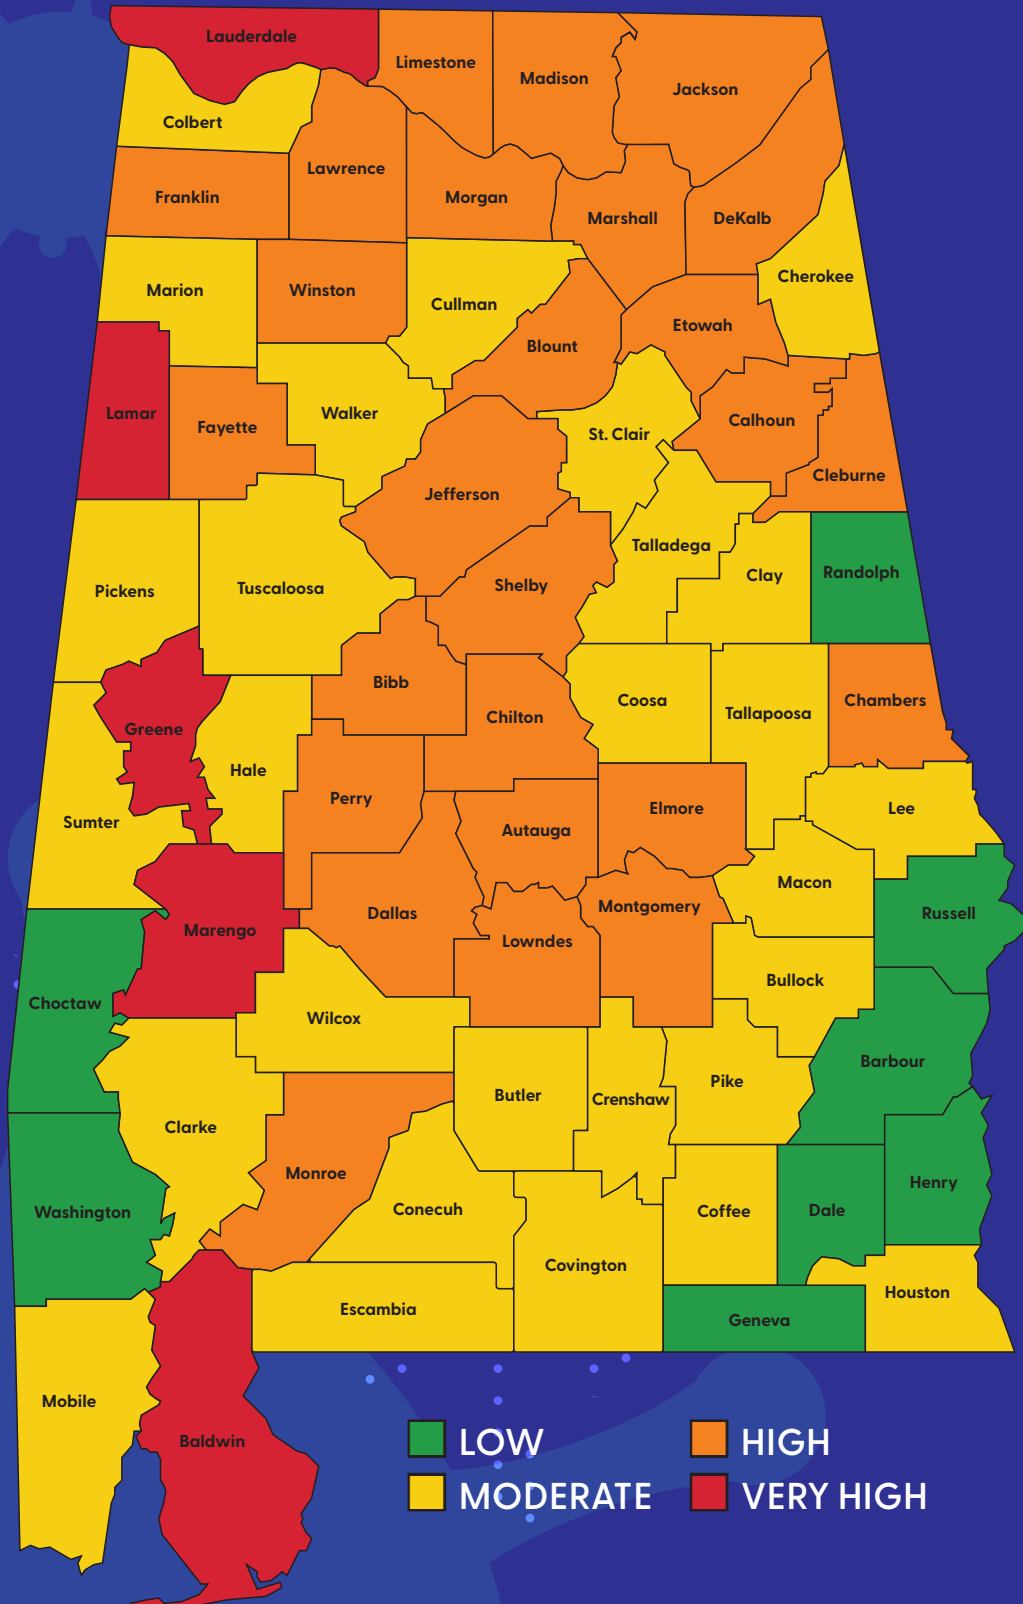 Lauderdale
Limestone
Madison
Jackson
Colbert
Lawrence
Franklin
Morgan
Marshall
DeKalb
Cherokee
Marion
Winston
Cullman
Etowah
Blount
Lamar
Fayette
Walker
St. Clair
Calhoun
Cleburne
Jefferson
Talladega
Clay
Randolph
Pickens
Tuscaloosa
Shelby
Bibb
Coosa
Chambers
Chilton
Tallapoosa
Greene
Hale
Perry
Elmore
Lee
Sumter
Autauga
Macon
Dallas
Montgomery
Russell
Marengo
Lowndes
Bullock
Choctaw
Wilcox
Barbour
Pike
Butler
Crenshaw
Clarke
Monroe
Henry
Washington
Conecuh
Coffee
Dale
Covington
Houston
Escambia
Geneva
Mobile
Baldwin
LOW
HIGH
MODERATE
VERY HIGH